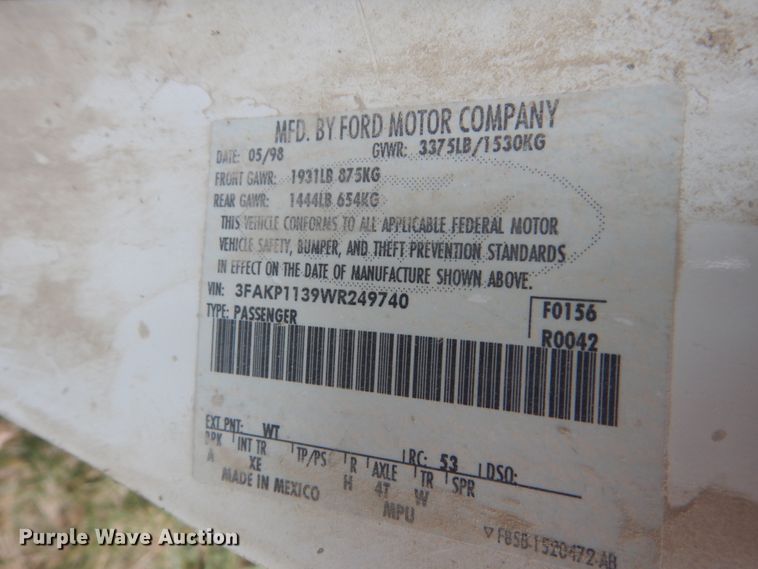 MFD. BY FORD MOTOR COMPANY
DATE: 05/98 GVWR: 3375LB/1530KG
FRONT GAWR: 1931LB 875KG
REAR GAWR: 1444LB 654KG
THIS VEHICLE CONFORMS TO ALL APPLICABLE FEDERAL MOTOR
VEHICLE SAFETY, BUMPER, AND THEFT PREVENTION STANDARDS
IN EFFECT ON THE DATE OF MANUFACTURE SHOWN ABOVE.
VIN: 3FAKP1139WR249740 F0156
TYPE: PASSENGER R0042
EXT PNT: WT RC: 53 DSO:
BRK INT TR TP/PS R AXLE TR SPR
A XE H 4T W
MADE IN MEXICO MPU
F85B-1520472-AB
Purple Wave Auction